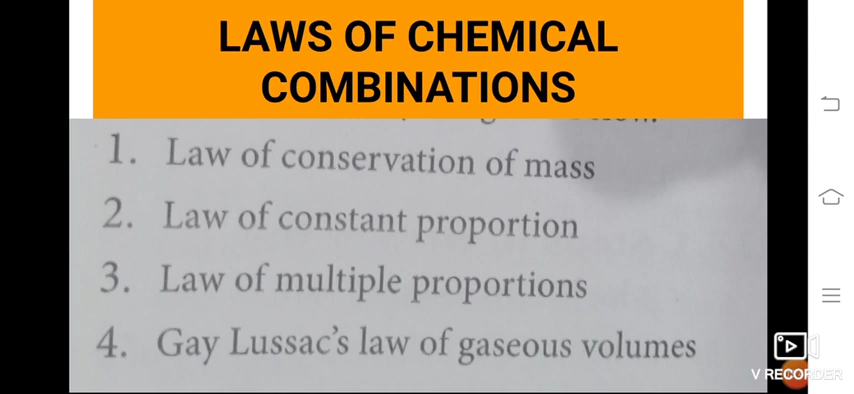 LAWS OF CHEMICAL
COMBINATIONS
1. Law of conservation of mass
2. Law of constant proportion
3. Law of multiple proportions
4. Gay Lussac's law of gaseous volumes
V RECORDER